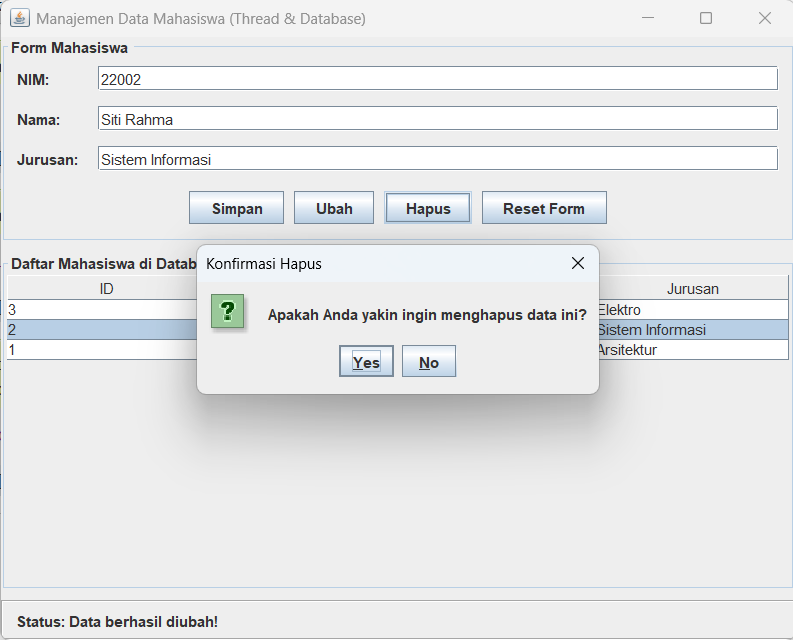 Manajemen Data Mahasiswa (Thread & Database)
Form Mahasiswa
NIM: 22002
Nama: Siti Rahma
Jurusan: Sistem Informasi
Simpan Ubah Hapus Reset Form
Daftar Mahasiswa di Datab
Konfirmasi Hapus
ID Jurusan
3 Elektro
2 Sistem Informasi
1 Arsitektur
?
Apakah Anda yakin ingin menghapus data ini?
Yes No
Status: Data berhasil diubah!